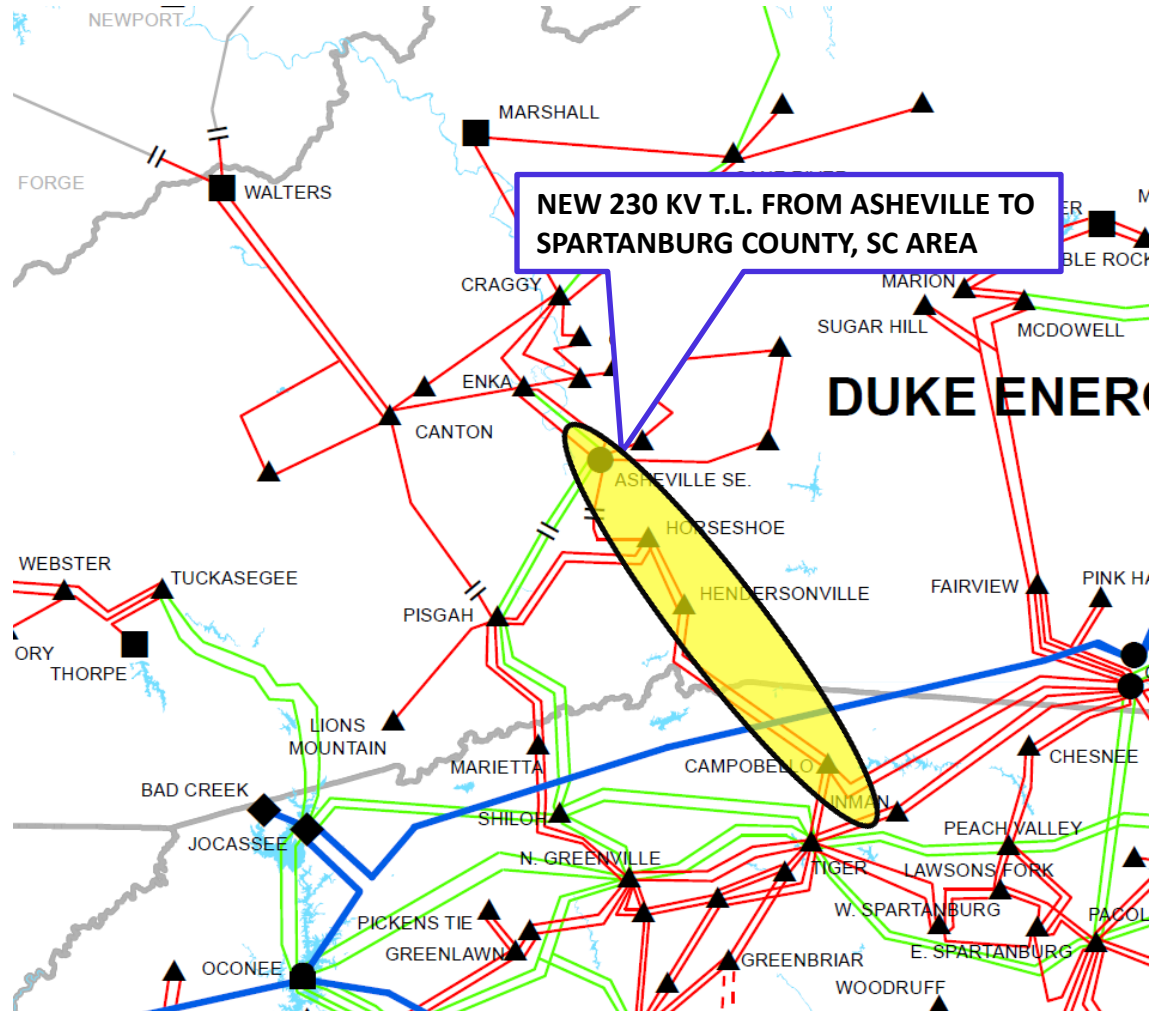 NEWPORT
MARSHALL
FORGE
WALTERS
NEW 230 KV T.L. FROM ASHEVILLE TO
SPARTANBURG COUNTY, SC AREA
CRAGGY
MARION
SUGAR HILL
MCDOWELL
ENKA
DUKE ENERG
CANTON
ASHEVILLE SE.
HORSESHOE
WEBSTER
TUCKASEGEE
HENDERSONVILLE
FAIRVIEW
PINK HA
PISGAH
ORY
THORPE
LIONS
MOUNTAIN
MARIETTA
CAMPOBELLO
CHESNEE
BAD CREEK
INMAN
SHILOH
JOCASSEE
PEACH VALLEY
N. GREENVILLE
TIGER
LAWSONS FORK
W. SPARTANBURG
PICKENS TIE
PACOL
GREENLAWN
E. SPARTANBURG
GREENBRIAR
OCONEE
WOODRUFF